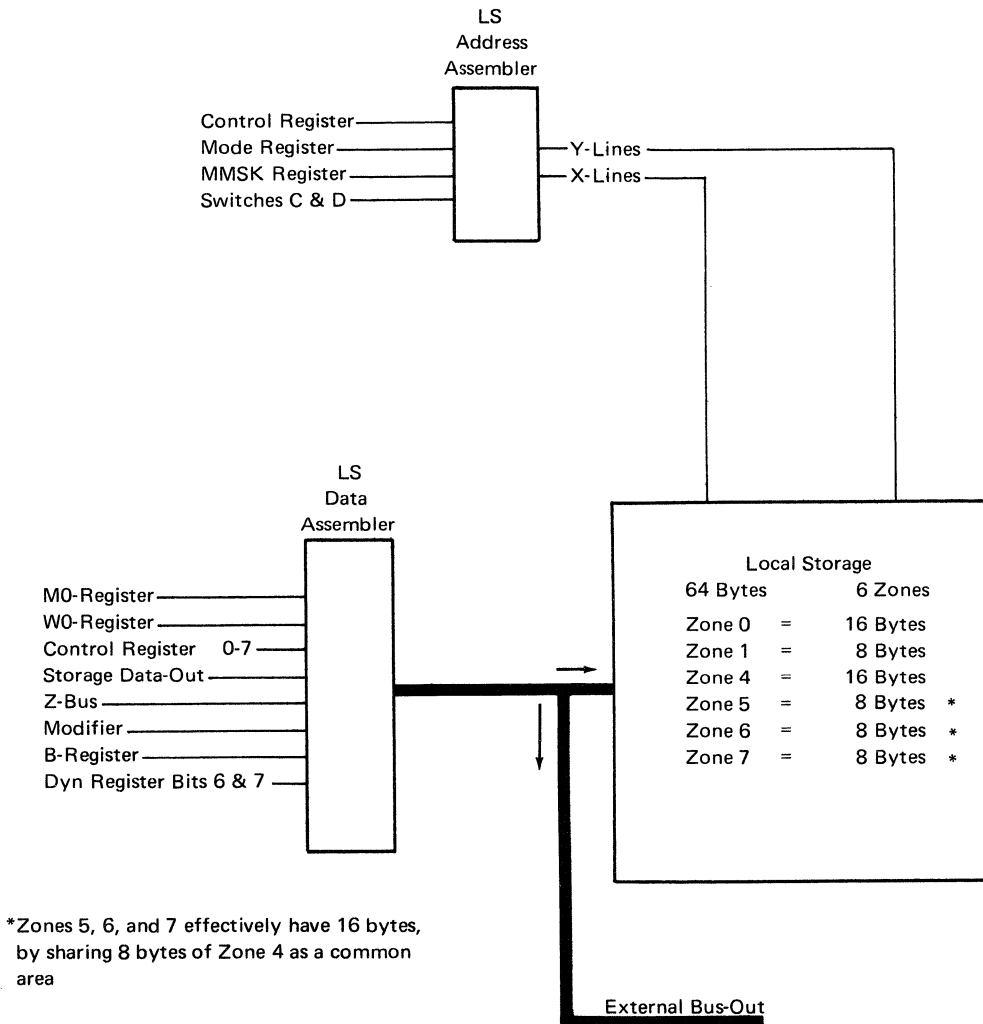 LS
Address
Assembler
Control Register
Mode Register
MMSK Register
Switches C & D
Y-Lines
X-Lines
LS
Data
Assembler
M0-Register
W0-Register
Control Register 0-7
Storage Data-Out
Z-Bus
Modifier
B-Register
Dyn Register Bits 6 & 7
Local Storage
64 Bytes 6 Zones
Zone 0 = 16 Bytes
Zone 1 = 8 Bytes
Zone 4 = 16 Bytes
Zone 5 = 8 Bytes *
Zone 6 = 8 Bytes *
Zone 7 = 8 Bytes *
*Zones 5, 6, and 7 effectively have 16 bytes,
by sharing 8 bytes of Zone 4 as a common
area
External Bus-Out